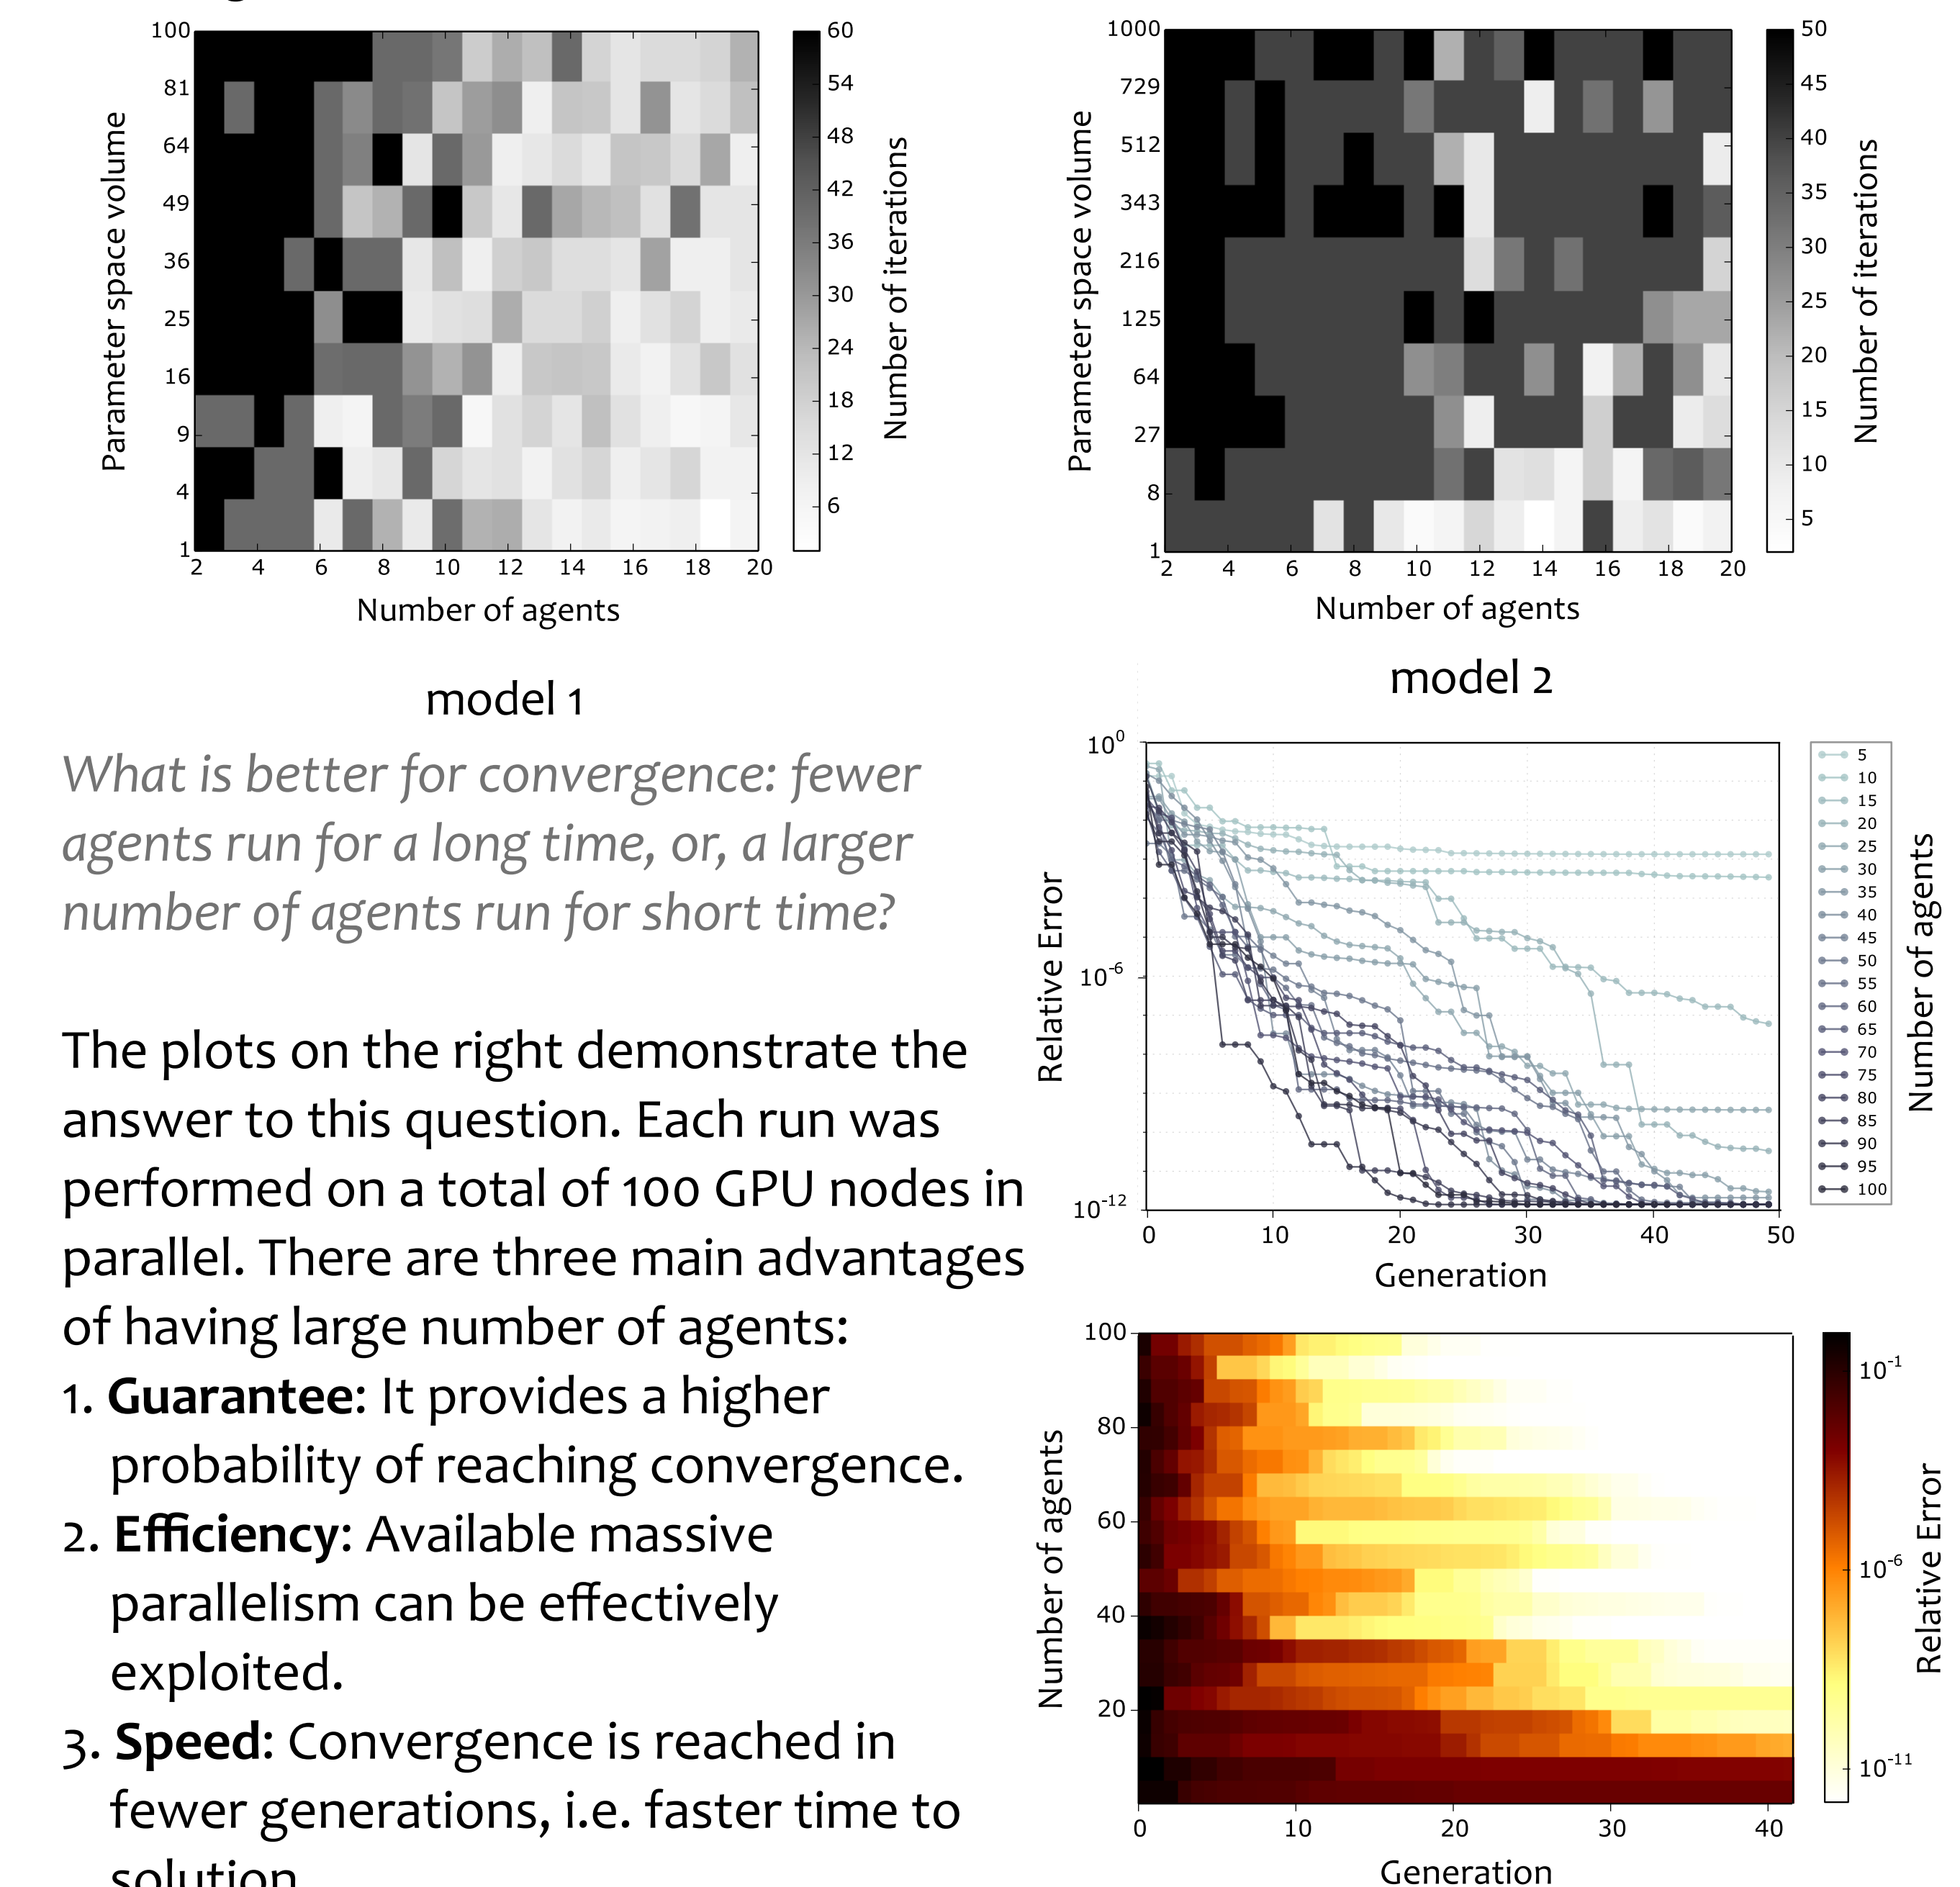 100
81
64
49
36
25
16
9
4
1
Parameter space volume
2 4 6 8 10 12 14 16 18 20
Number of agents
60
54
48
42
36
30
24
18
12
6
Number of iterations
model 1
1000
729
512
343
216
125
64
27
8
1
Parameter space volume
2 4 6 8 10 12 14 16 18 20
Number of agents
50
45
40
35
30
25
20
15
10
5
Number of iterations
model 2
What is better for convergence: fewer
agents run for a long time, or, a larger
number of agents run for short time?
The plots on the right demonstrate the
answer to this question. Each run was
performed on a total of 100 GPU nodes in
parallel. There are three main advantages
of having large number of agents:
1. Guarantee: It provides a higher
probability of reaching convergence.
2. Efficiency: Available massive
parallelism can be effectively
exploited.
3. Speed: Convergence is reached in
fewer generations, i.e. faster time to
solution
10⁰
10⁻⁶
10⁻¹²
Relative Error
0 10 20 30 40 50
Generation
5
10
15
20
25
30
35
40
45
50
55
60
65
70
75
80
85
90
95
100
Number of agents
100
80
60
40
20
Number of agents
0 10 20 30 40
Generation
10⁻¹
10⁻⁶
10⁻¹¹
Relative Error